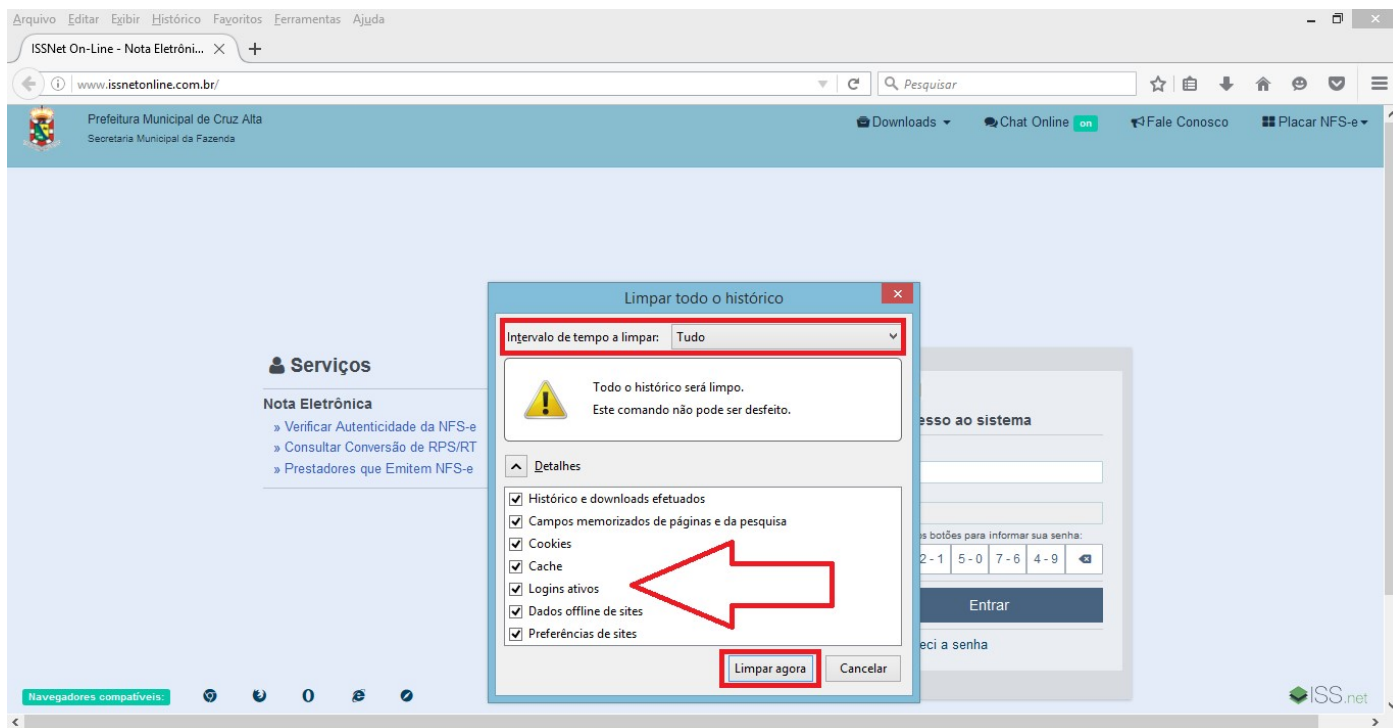 Arquivo Editar Exibir Histórico Favoritos Ferramentas Ajuda
ISSNet On-Line - Nota Eletrôni...
www.issnetonline.com.br/
Pesquisar
Prefeitura Municipal de Cruz Alta
Secretaria Municipal da Fazenda
Downloads Chat Online on Fale Conosco Placar NFS-e
Limpar todo o histórico
Intervalo de tempo a limpar: Tudo
Todo o histórico será limpo.
Este comando não pode ser desfeito.
Detalhes
Histórico e downloads efetuados
Campos memorizados de páginas e da pesquisa
Cookies
Cache
Logins ativos
Dados offline de sites
Preferências de sites
Limpar agora Cancelar
Serviços
Nota Eletrônica
» Verificar Autenticidade da NFS-e
» Consultar Conversão de RPS/RT
» Prestadores que Emitem NFS-e
esso ao sistema
s botões para informar sua senha:
2 - 1 5 - 0 7 - 6 4 - 9
Entrar
eci a senha
Navegadores compatíveis:
ISS.net